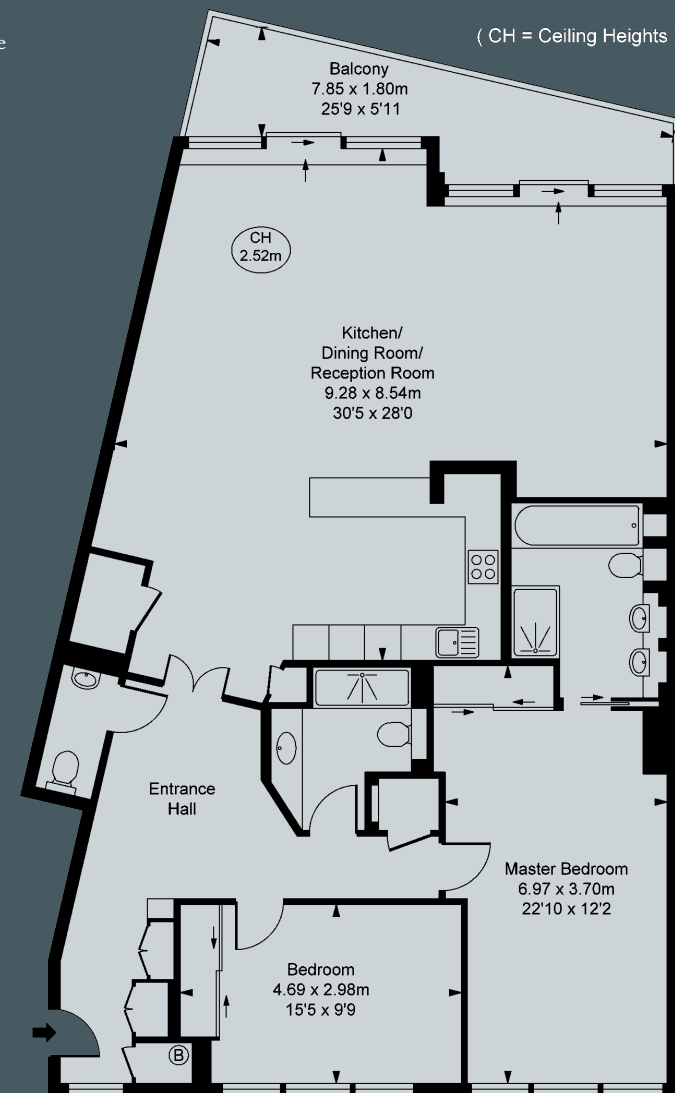 ( CH = Ceiling Heights
Balcony
7.85 x 1.80m
25'9 x 5'11
CH
2.52m
Kitchen/
Dining Room/
Reception Room
9.28 x 8.54m
30'5 x 28'0
Entrance
Hall
Master Bedroom
6.97 x 3.70m
22'10 x 12'2
Bedroom
4.69 x 2.98m
15'5 x 9'9
B